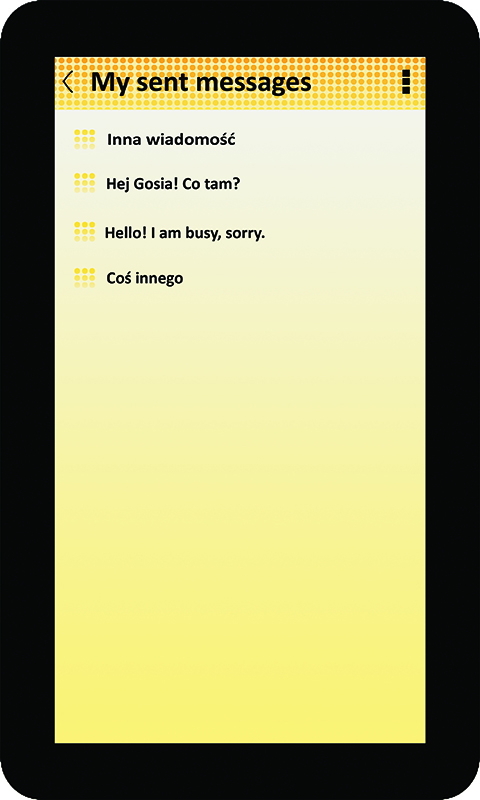 My sent messages
Inna wiadomość
Hej Gosia! Co tam?
Hello! I am busy, sorry.
Coś innego